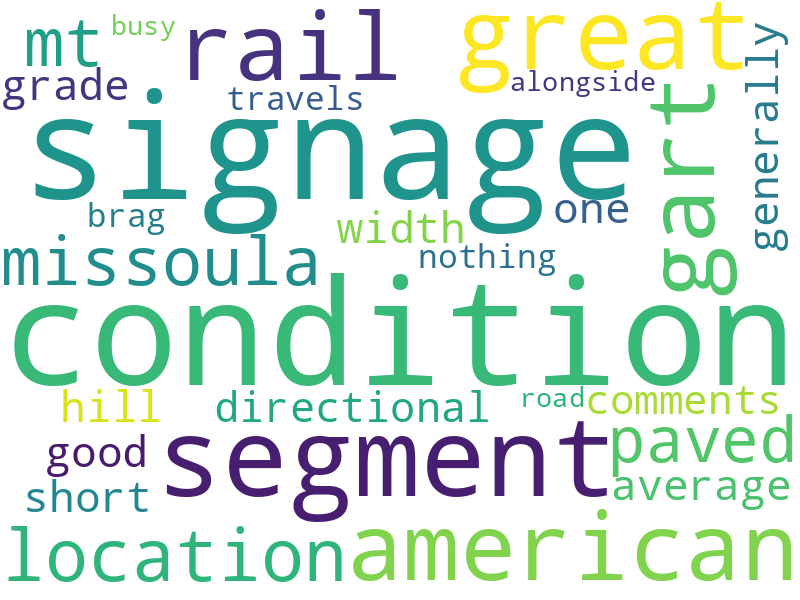 busy
mt
rail
great
grade
travels
alongside
signage
gart
generally
brag
width
one
missoula
nothing
condition
hill
directional
road
comments
good
segment
paved
short
average
location
american